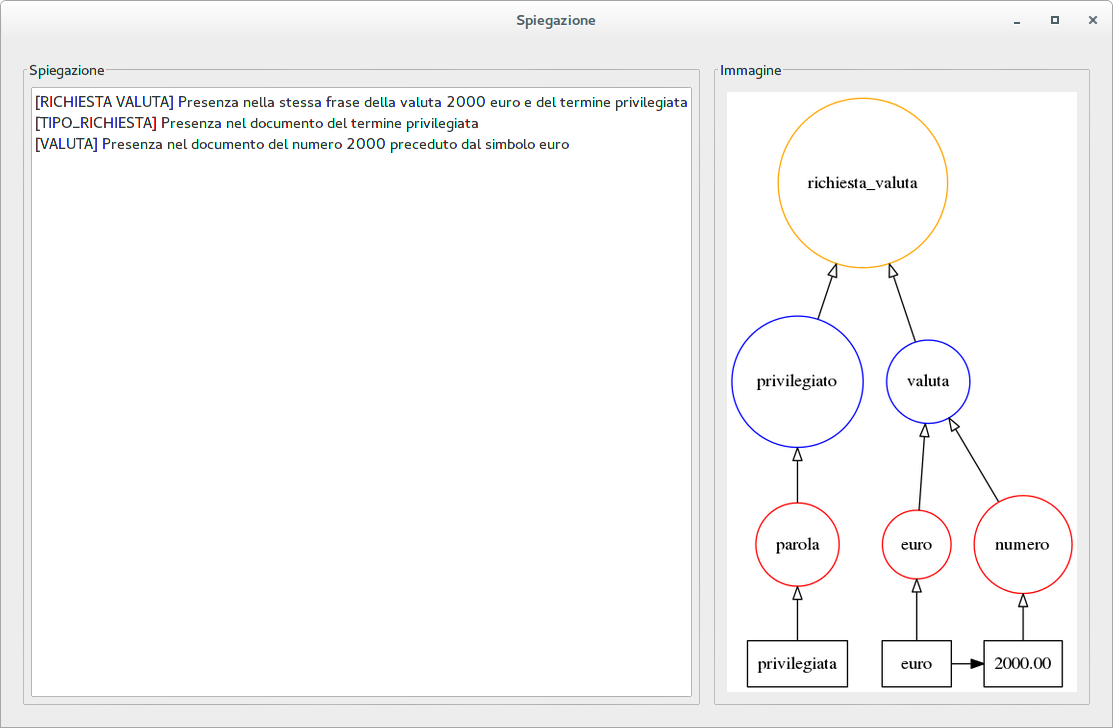 Spiegazione
Spiegazione
[RICHIESTA VALUTA] Presenza nella stessa frase della valuta 2000 euro e del termine privilegiata
[TIPO_RICHIESTA] Presenza nel documento del termine privilegiata
[VALUTA] Presenza nel documento del numero 2000 preceduto dal simbolo euro
Immagine
richiesta_valuta
privilegiato
valuta
parola
euro
numero
privilegiata
euro
2000.00